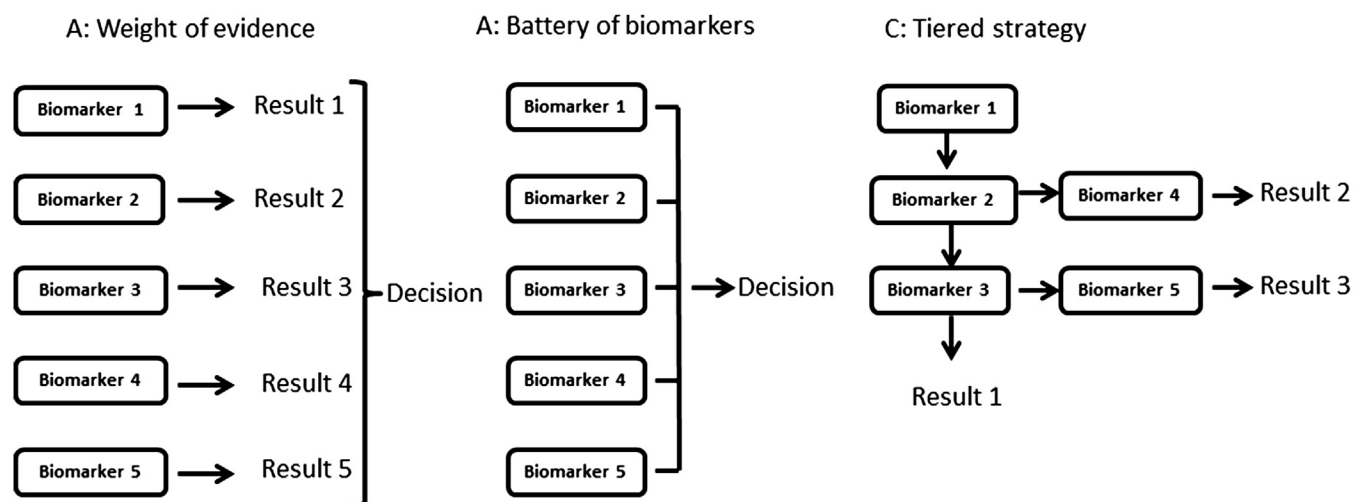 A: Weight of evidence
Biomarker 1
Result 1
Biomarker 2
Result 2
Biomarker 3
Result 3
Biomarker 4
Result 4
Biomarker 5
Result 5
Decision
A: Battery of biomarkers
Biomarker 1
Biomarker 2
Biomarker 3
Biomarker 4
Biomarker 5
Decision
C: Tiered strategy
Biomarker 1
Biomarker 2
Biomarker 4
Result 2
Biomarker 3
Biomarker 5
Result 3
Result 1